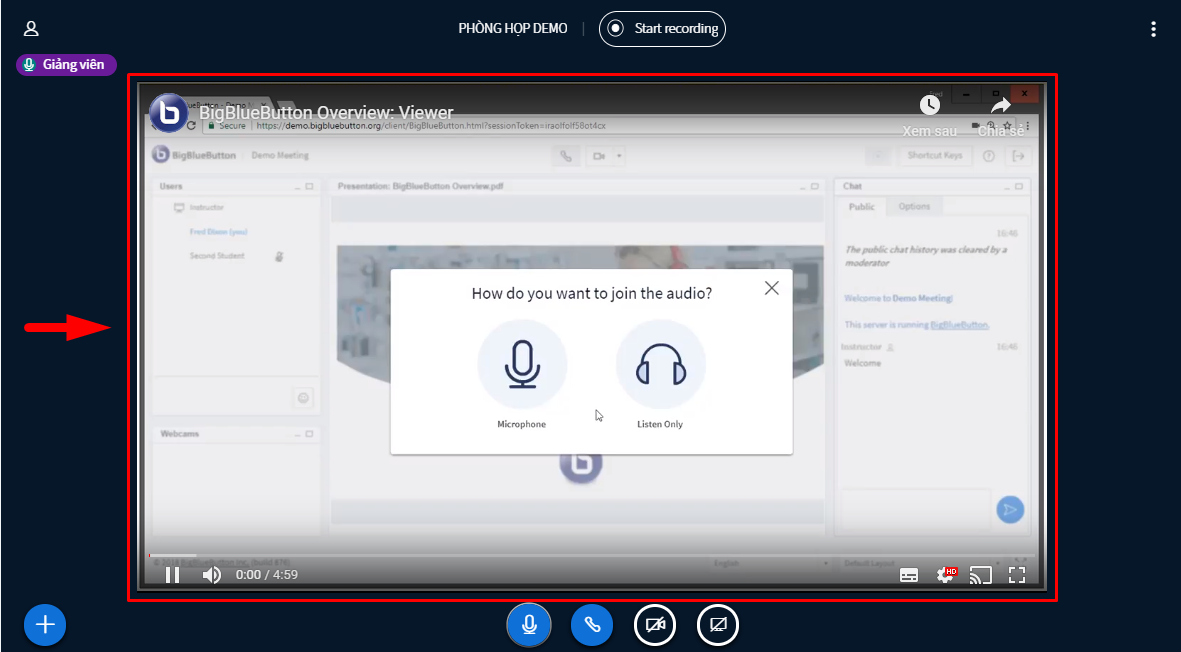 PHÒNG HỌP DEMO
Start recording
Giảng viên
BigBlueButton Overview: Viewer
Xem sau
Chia sẻ
Secure
https://demo.bigbluebutton.org/client/BigBlueButton.html?sessionToken=
BigBlueButton
Demo Meeting
Shortcut Keys
Users
Presentation: BigBlueButton Overview.pdf
Chat
Instructor
Fred Dixon (you)
Second Student
Public
Options
16:46
The public chat history was cleared by a
moderator
Welcome to Demo Meeting!
This server is running BigBlueButton.
Instructor
16:46
Welcome
How do you want to join the audio?
Microphone
Listen Only
Webcams
English
Default Layout
0:00 / 4:59
HD